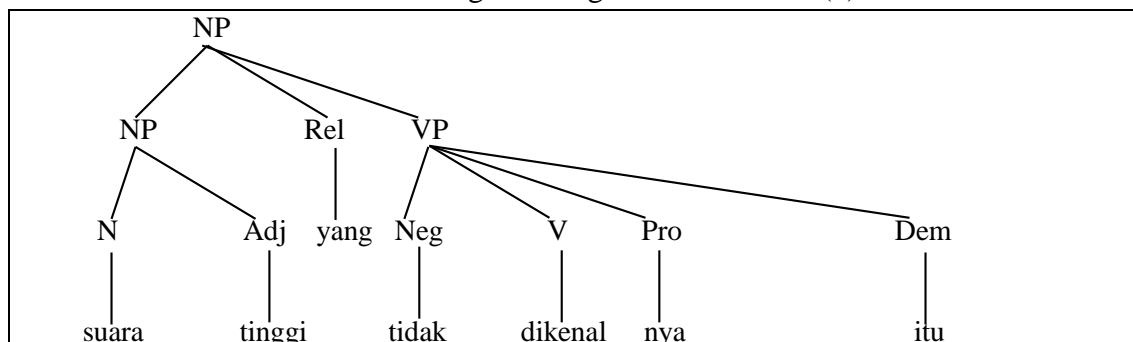 NP
NP Rel VP
N Adj yang Neg V Pro Dem
suara tinggi tidak dikenal nya itu